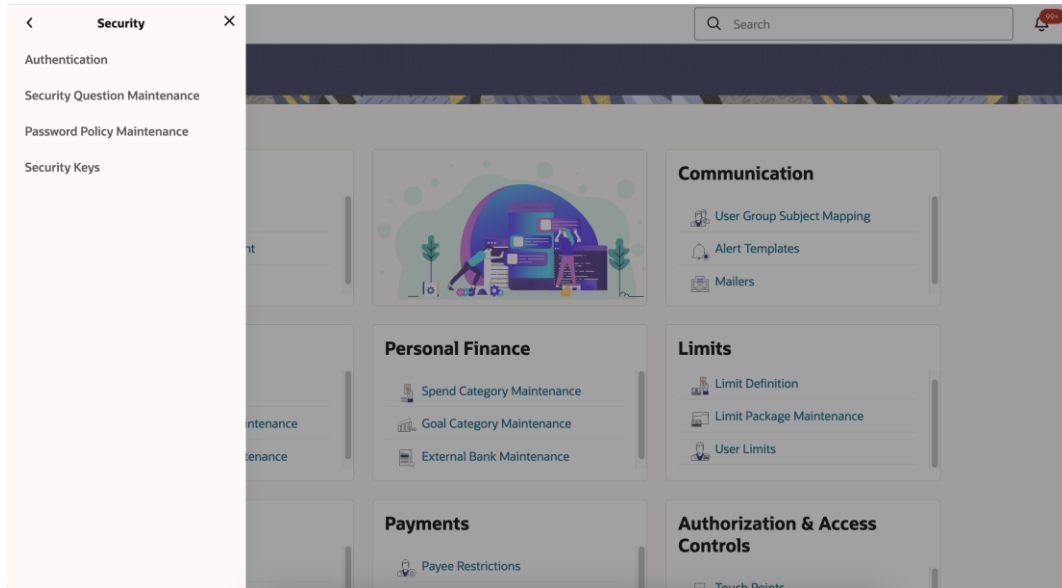 Security
Search
99+
Authentication
Security Question Maintenance
Password Policy Maintenance
Security Keys
Communication
User Group Subject Mapping
nt
Alert Templates
Mailers
Personal Finance
Limits
Spend Category Maintenance
Limit Definition
intenance
Goal Category Maintenance
Limit Package Maintenance
tenance
External Bank Maintenance
User Limits
Payments
Authorization & Access
Controls
Payee Restrictions
Touch Points